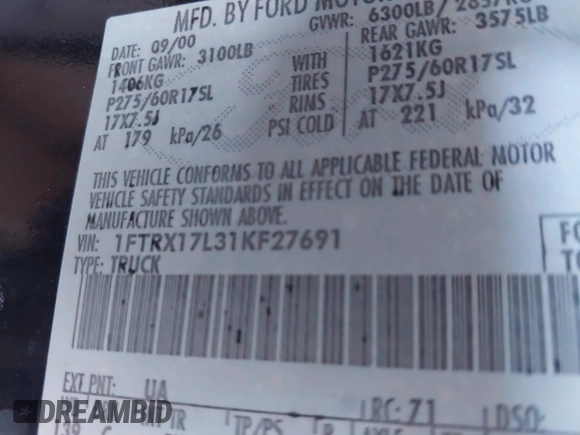 MFD. BY FORD MOTOR
GVWR: 6300LB/ 2857KG
DATE: 09/00
FRONT GAWR: 3100LB
1406KG
P275/60R17SL
17X7.5J
AT 179 kPa/26
WITH
TIRES
RIMS
PSI COLD
REAR GAWR: 3575LB
1621KG
P275/60R17SL
17X7.5J
AT 221 kPa/32
THIS VEHICLE CONFORMS TO ALL APPLICABLE FEDERAL MOTOR
VEHICLE SAFETY STANDARDS IN EFFECT ON THE DATE OF
MANUFACTURE SHOWN ABOVE.
VIN: 1FTRX17L31KF27691
TYPE: TRUCK
EXT PNT: UA
RC: 71
DSO:
TP/PS
DREAMBID.com